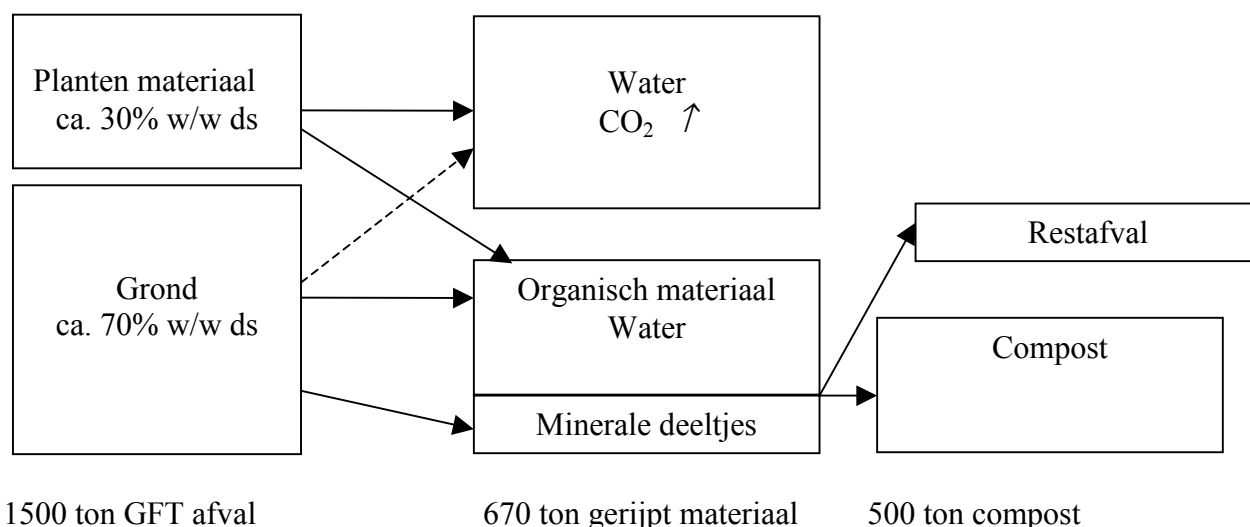 Planten materiaal
ca. 30% w/w ds
Water
CO₂ ↑
Grond
ca. 70% w/w ds
Organisch materiaal
Water
Minerale deeltjes
Restafval
Compost
1500 ton GFT afval
670 ton gerijpt materiaal
500 ton compost